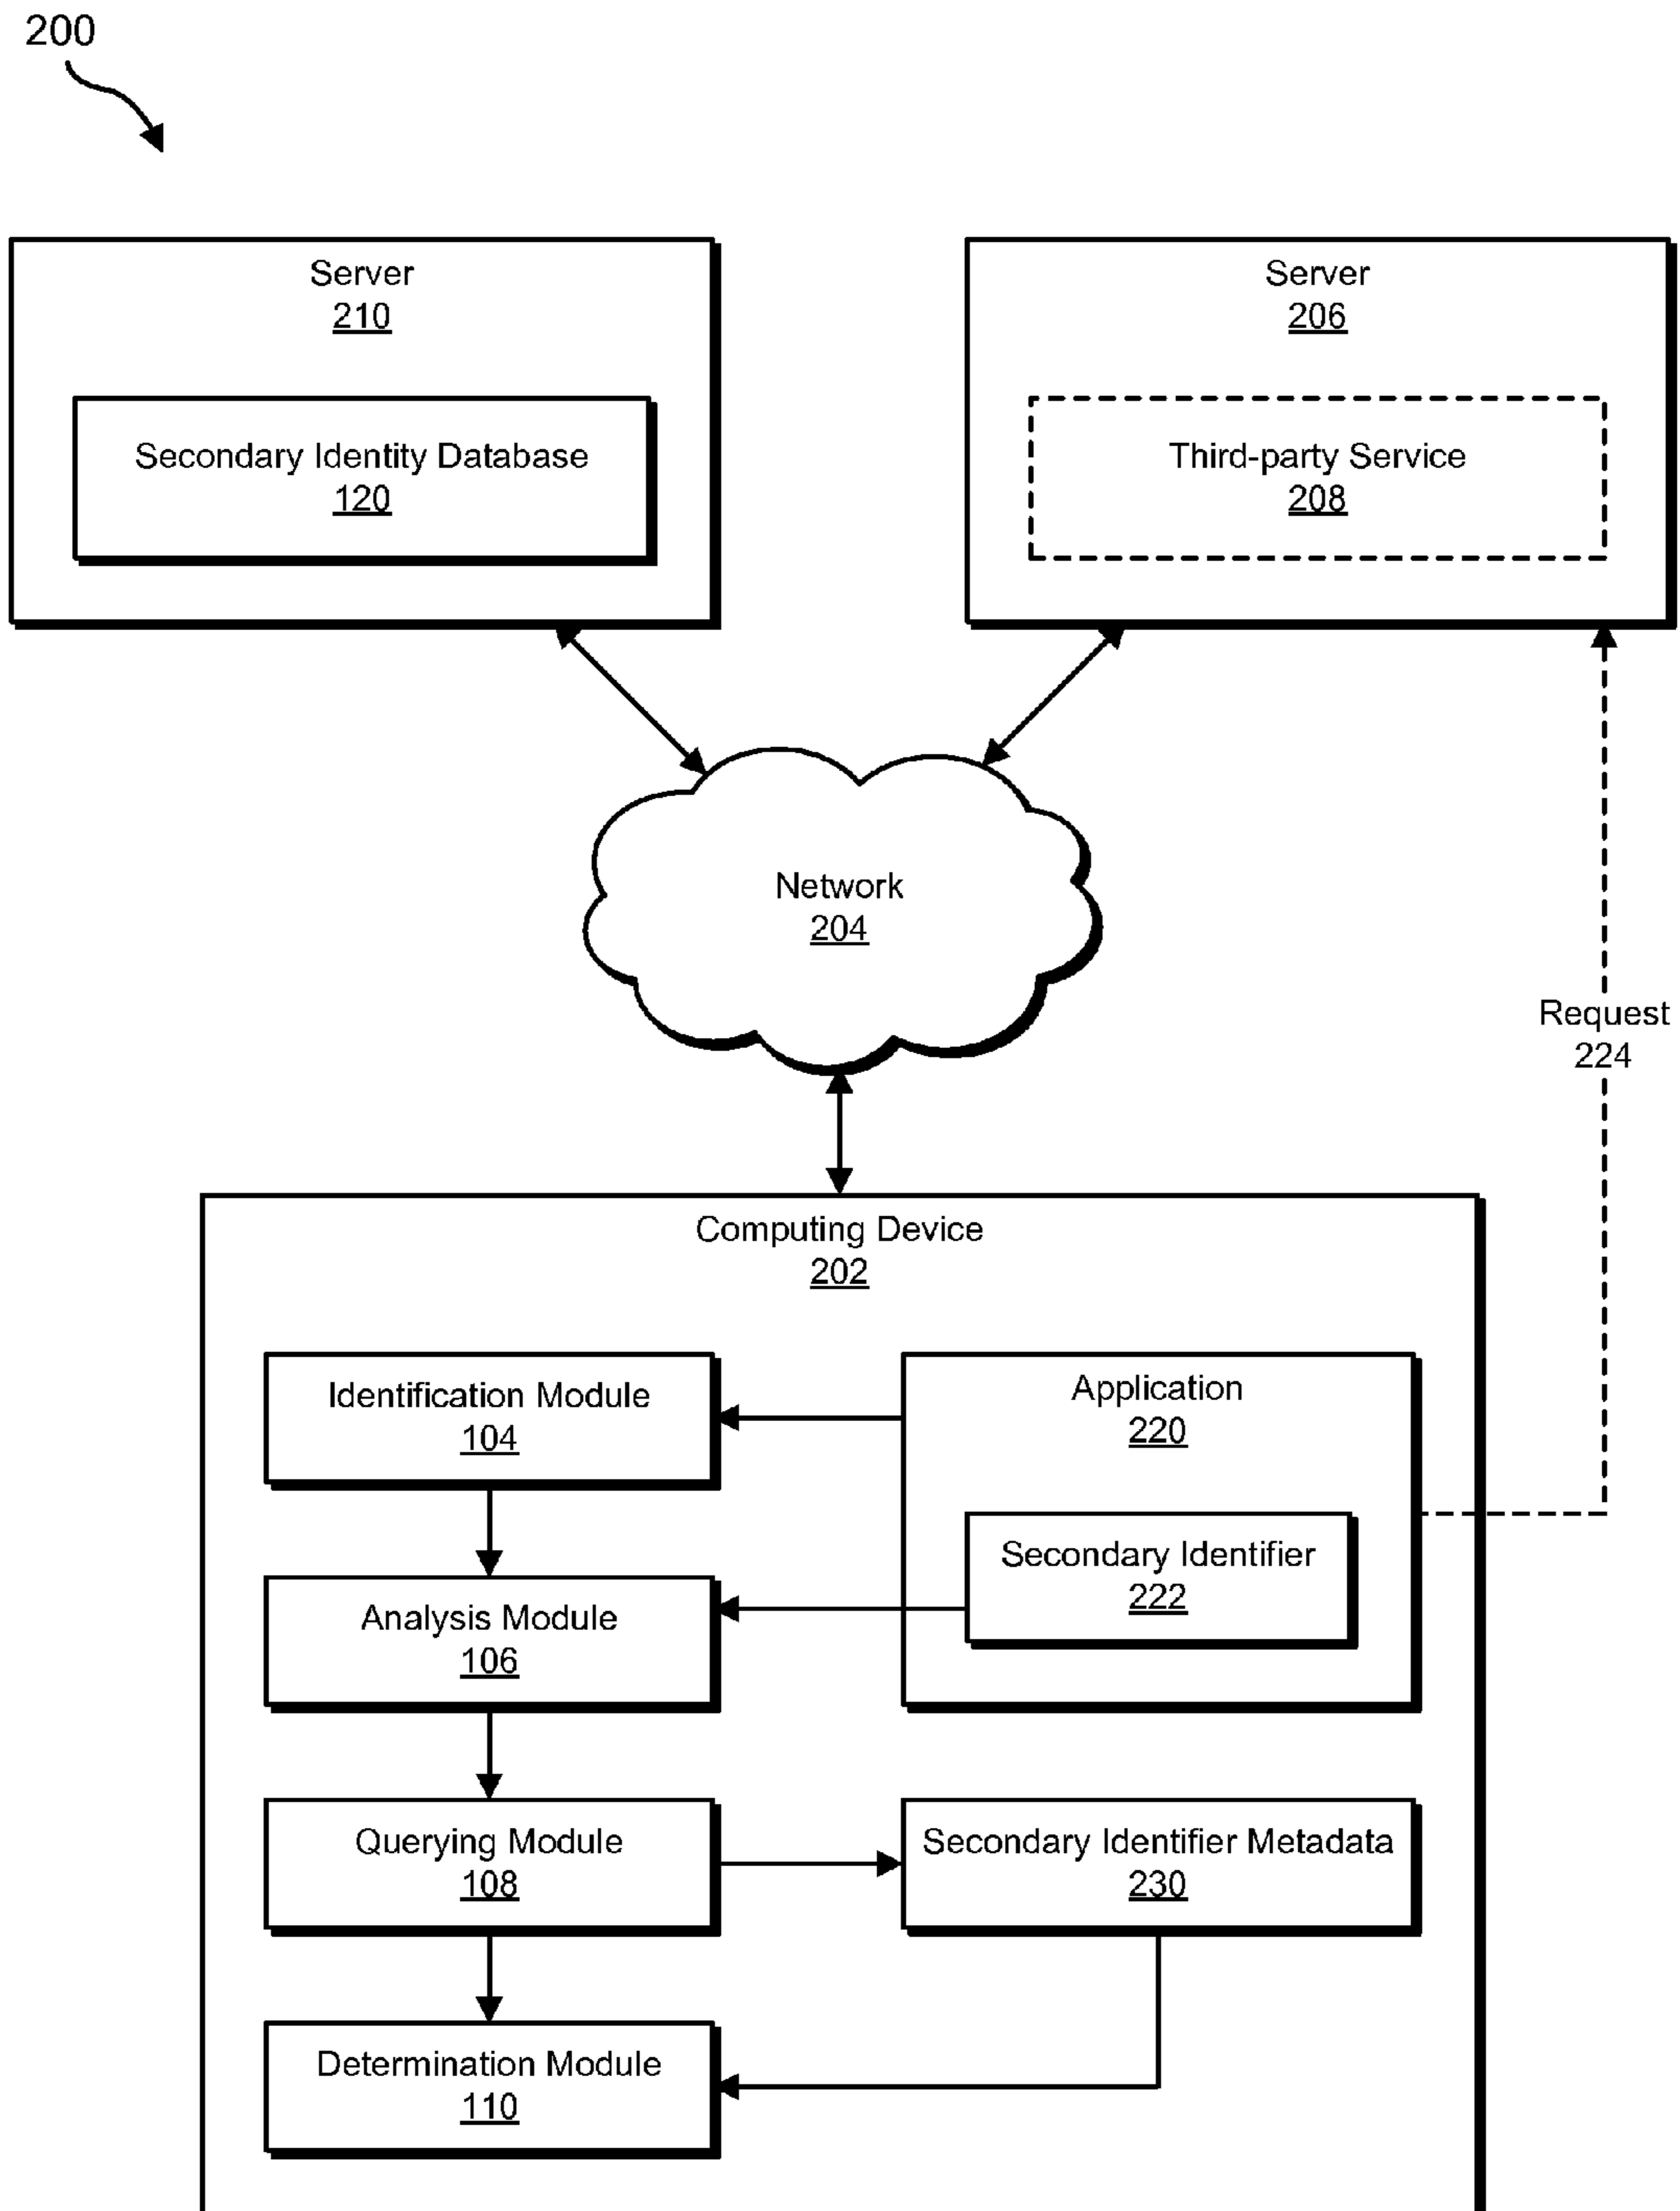 200
Server
210
Secondary Identity Database
120
Server
206
Third-party Service
208
Network
204
Request
224
Computing Device
202
Identification Module
104
Application
220
Secondary Identifier
222
Analysis Module
106
Querying Module
108
Secondary Identifier Metadata
230
Determination Module
110